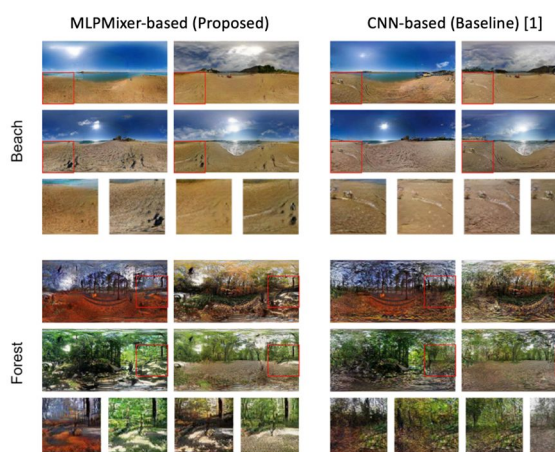 MLPMixer-based (Proposed)
CNN-based (Baseline) [1]
Beach
Forest